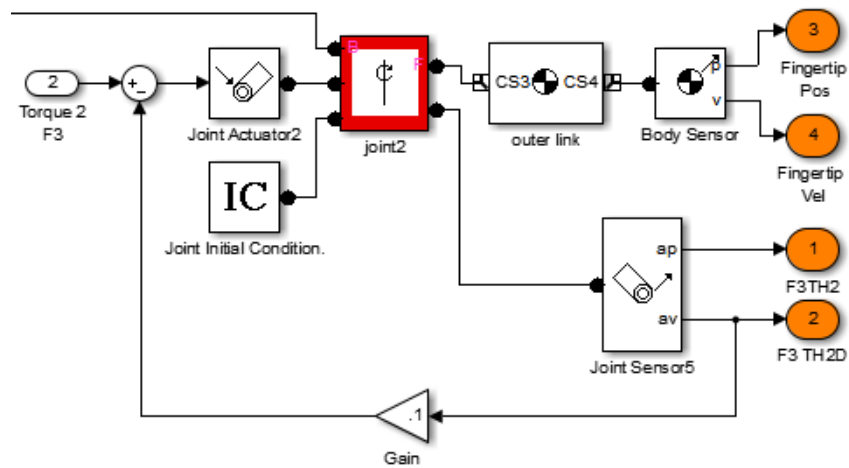 2
Torque 2
F3
+
-
Joint Actuator2
IC
Joint Initial Condition.
B
F
joint2
CS3
CS4
outer link
p
v
Body Sensor
3
Fingertip
Pos
4
Fingertip
Vel
ap
av
Joint Sensor5
1
F3TH2
2
F3 TH2D
.1
Gain